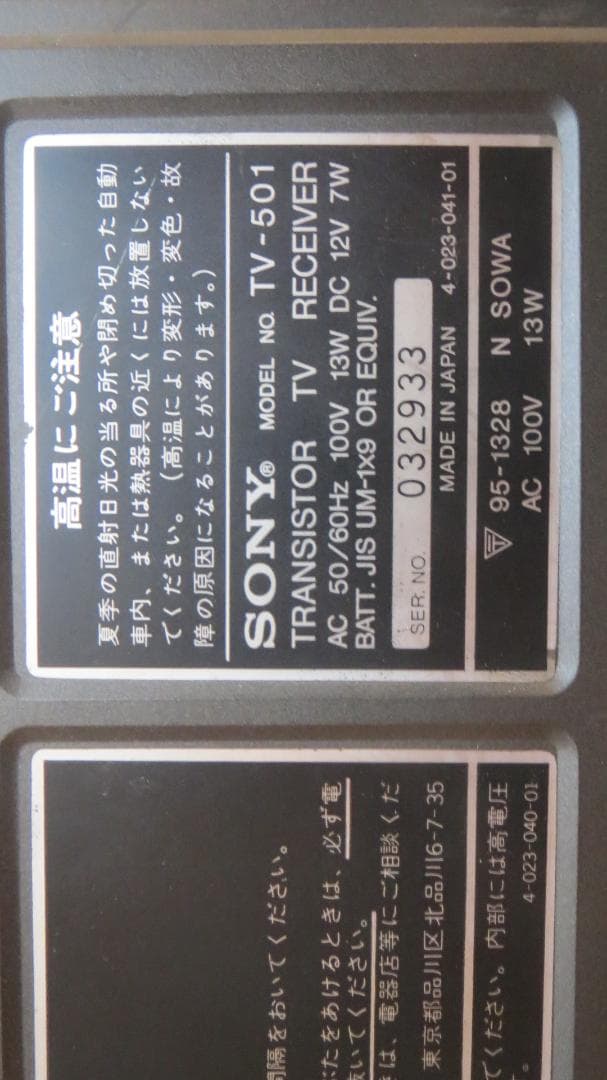 高温にご注意
夏季の直射日光の当る所や閉め切った自動
車内、または熱器具の近くには放置しない
でください。(高温により変形・変色・故
障の原因になることがあります。)
SONY® MODEL NO. TV-501
TRANSISTOR TV RECEIVER
AC 50/60Hz 100V 13W DC 12V 7W
BATT. JIS UM-1x9 OR EQUIV.
SER. NO. 032933
MADE IN JAPAN 4-023-041-01
95-1328 N SOWA
AC 100V 13W
間隔をおいてください。
ぶたをあけるときは、必ず電
抜いてください。
は、電器店等にご相談くだ
東京都品川区北品川6-7-35
てください。内部には高電圧
す。 4-023-040-01